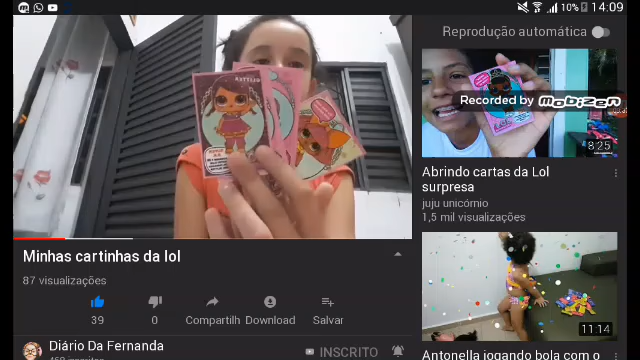 10% 14:09
Reprodução automática
Recorded by mobizen
8:25
Abrindo cartas da Lol
surpresa
juju unicórnio
1,5 mil visualizações
11:14
Antonella jogando bola com o
Minhas cartinhas da lol
87 visualizações
39
0
Compartilh
Download
Salvar
Diário Da Fernanda
INSCRITO